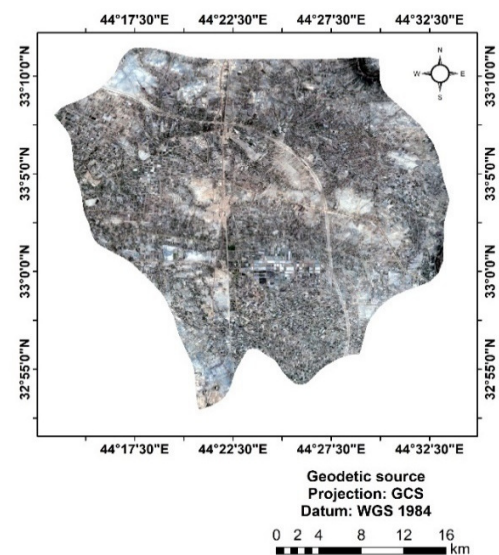 44°17'30"E 44°22'30"E 44°27'30"E 44°32'30"E
N
W E
S
33°10'0"N 33°10'0"N
33°5'0"N 33°5'0"N
33°0'0"N 33°0'0"N
32°55'0"N 32°55'0"N
44°17'30"E 44°22'30"E 44°27'30"E 44°32'30"E
Geodetic source
Projection: GCS
Datum: WGS 1984
0 2 4 8 12 16
km